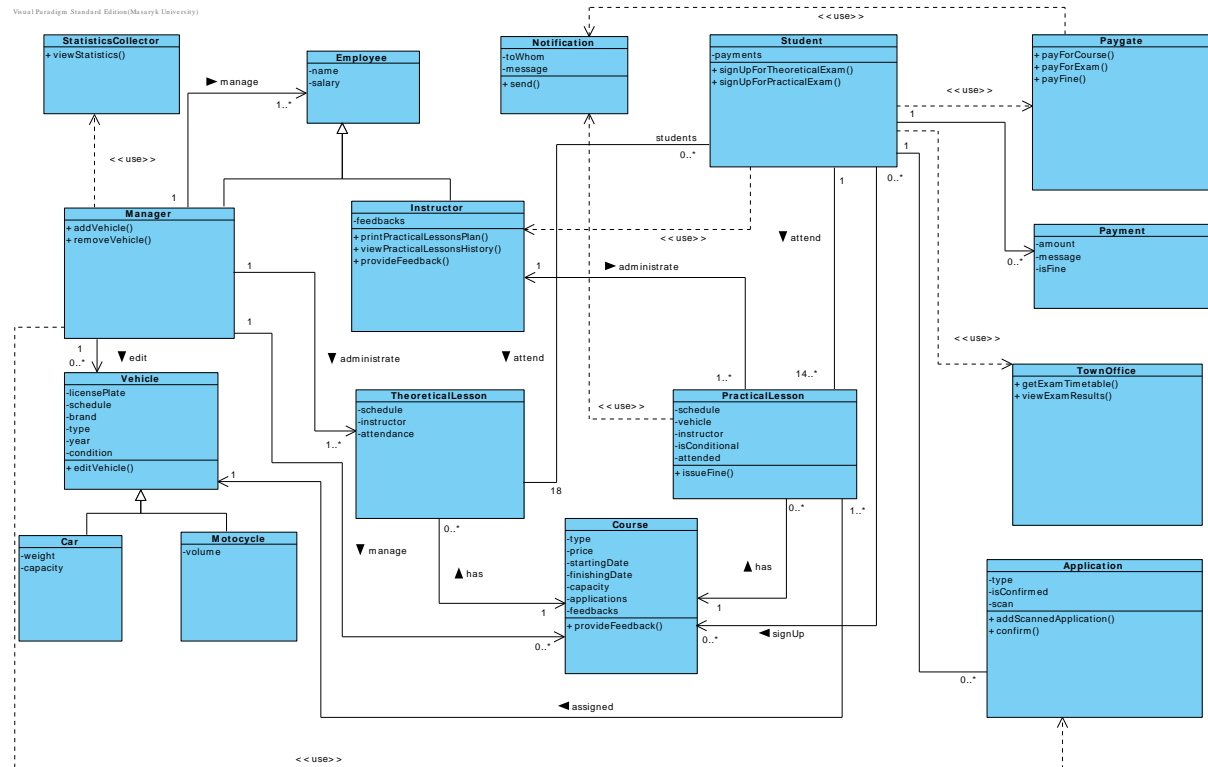 Visual Paradigm Standard Edition(Masaryk University)
<<use>>
StatisticsCollector
+viewStatistics()
Employee
-name
-salary
Notification
-toWhom
-message
+send()
Student
-payments
+signUpForTheoreticalExam()
+signUpForPracticalExam()
Paygate
+payForCourse()
+payForExam()
+payFine()
▶ manage
1..*
<<use>>
1
<<use>>
students
0..*
1
1
0..*
1
Manager
+addVehicle()
+removeVehicle()
Instructor
-feedbacks
+printPracticalLessonsPlan()
+viewPracticalLessonsHistory()
+provideFeedback()
<<use>>
▼ attend
Payment
-amount
-message
-isFine
0..*
1
1
▶ administrate
1
1
0..*
▼ edit
▼ administrate
▼ attend
<<use>>
Vehicle
-licensePlate
-schedule
-brand
-type
-year
-condition
+editVehicle()
TheoreticalLesson
-schedule
-instructor
-attendance
1..*
1..*
14..*
<<use>>
PracticalLesson
-schedule
-vehicle
-instructor
-isConditional
-attended
+issueFine()
TownOffice
+getExamTimetable()
+viewExamResults()
1
18
0..*
0..*
1..*
Car
-weight
-capacity
Motocycle
-volume
▼ manage
▲ has
Course
-type
-price
-startingDate
-finishingDate
-capacity
-applications
-feedbacks
+provideFeedback()
▲ has
1
1
0..*
0..*
◀ signUp
Application
-type
-isConfirmed
-scan
+addScannedApplication()
+confirm()
0..*
◀ assigned
<<use>>